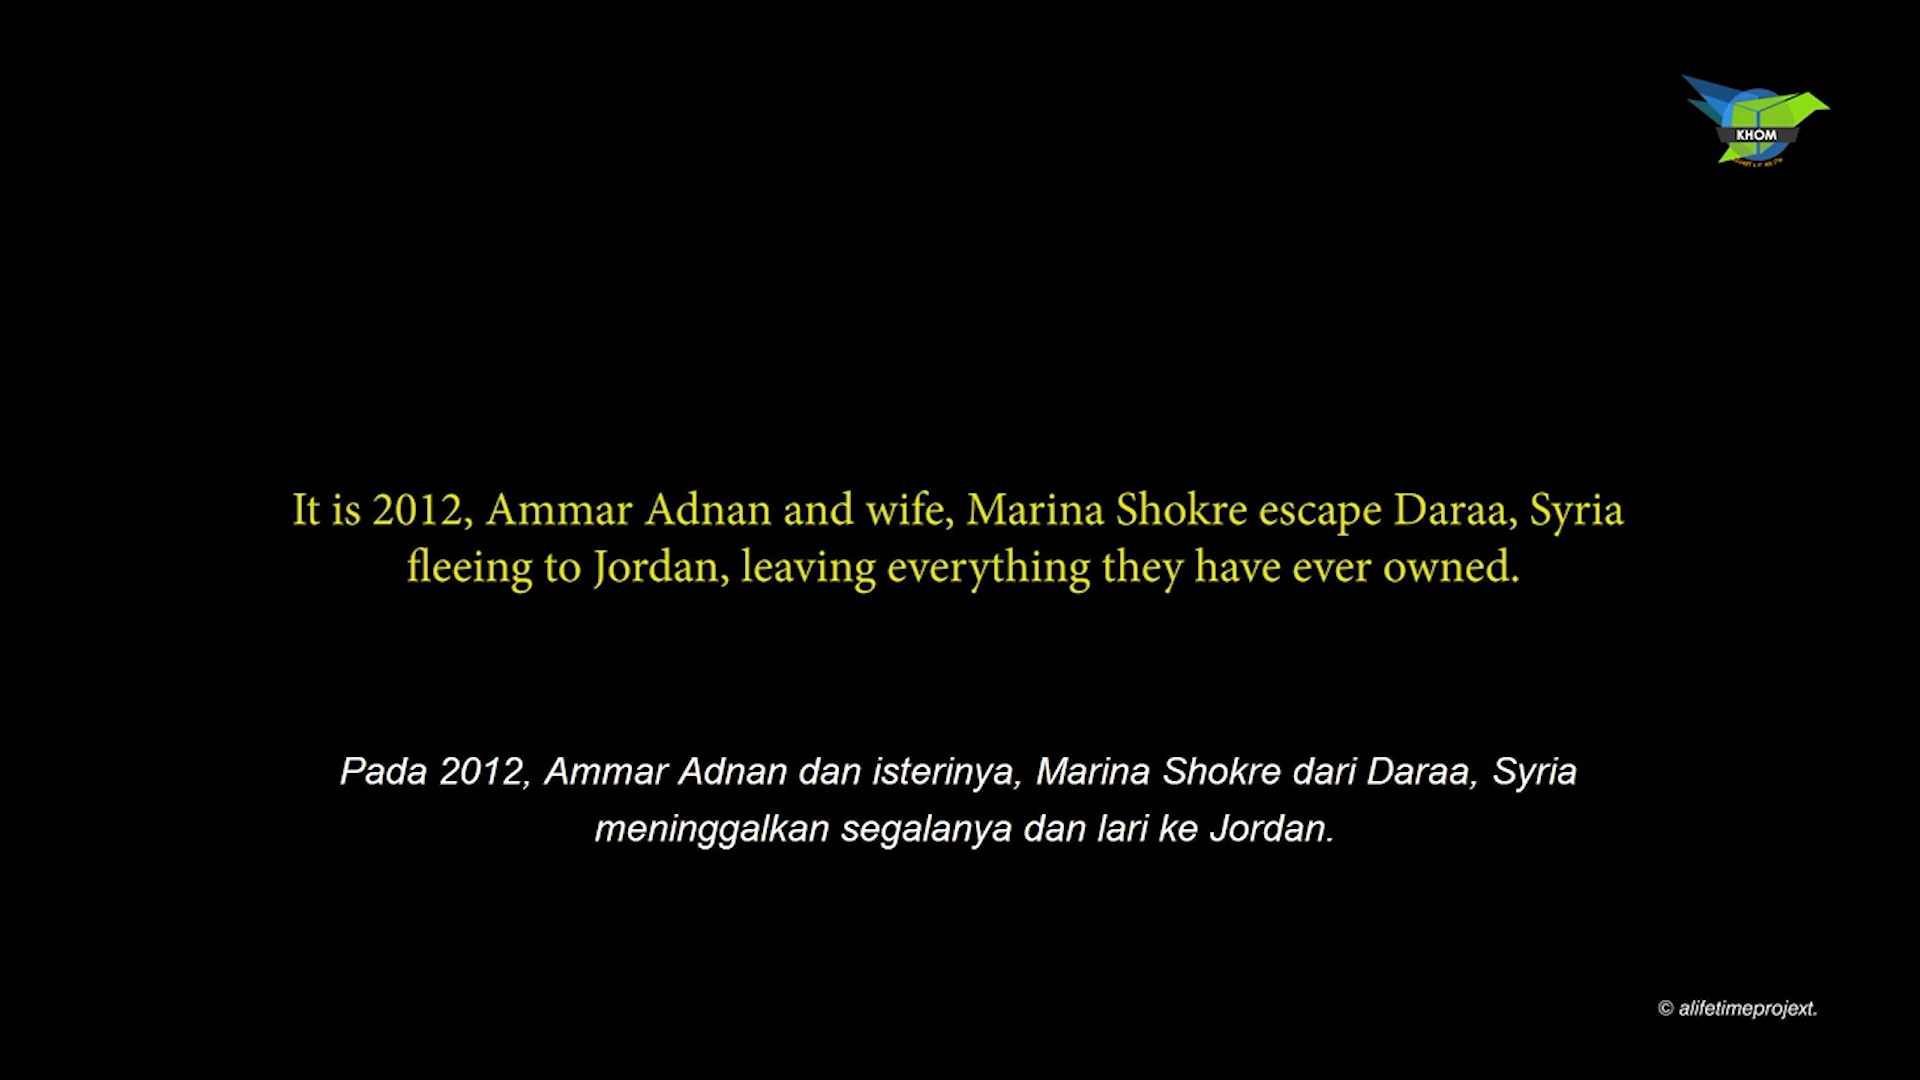 KHOM
It is 2012, Ammar Adnan and wife, Marina Shokre escape Daraa, Syria
fleeing to Jordan, leaving everything they have ever owned.
Pada 2012, Ammar Adnan dan isterinya, Marina Shokre dari Daraa, Syria
meninggalkan segalanya dan lari ke Jordan.
© alifetimeprojext.